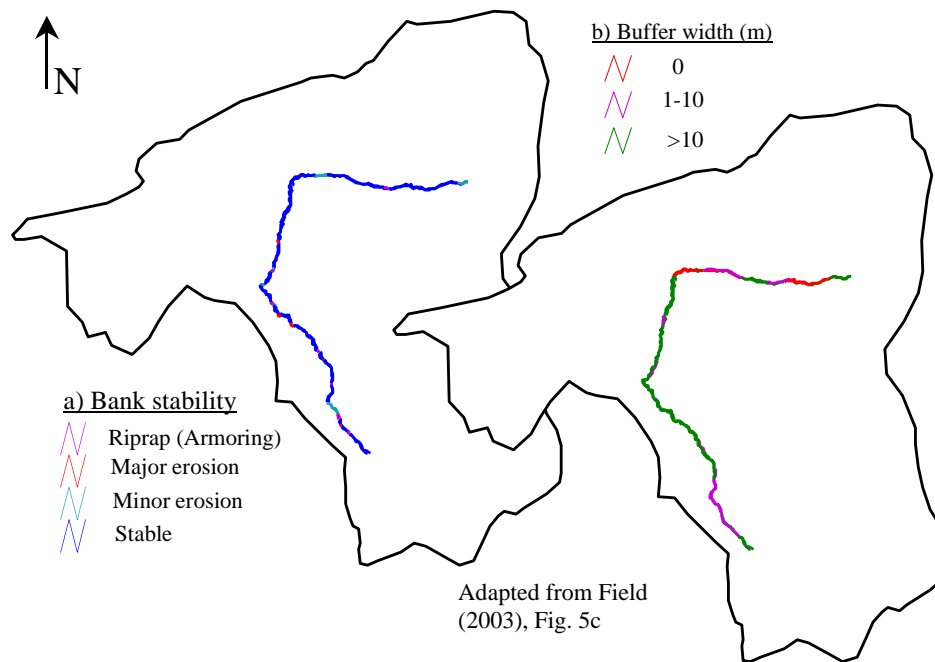 N
b) Buffer width (m)
0
1-10
>10
a) Bank stability
Riprap (Armoring)
Major erosion
Minor erosion
Stable
Adapted from Field
(2003), Fig. 5c